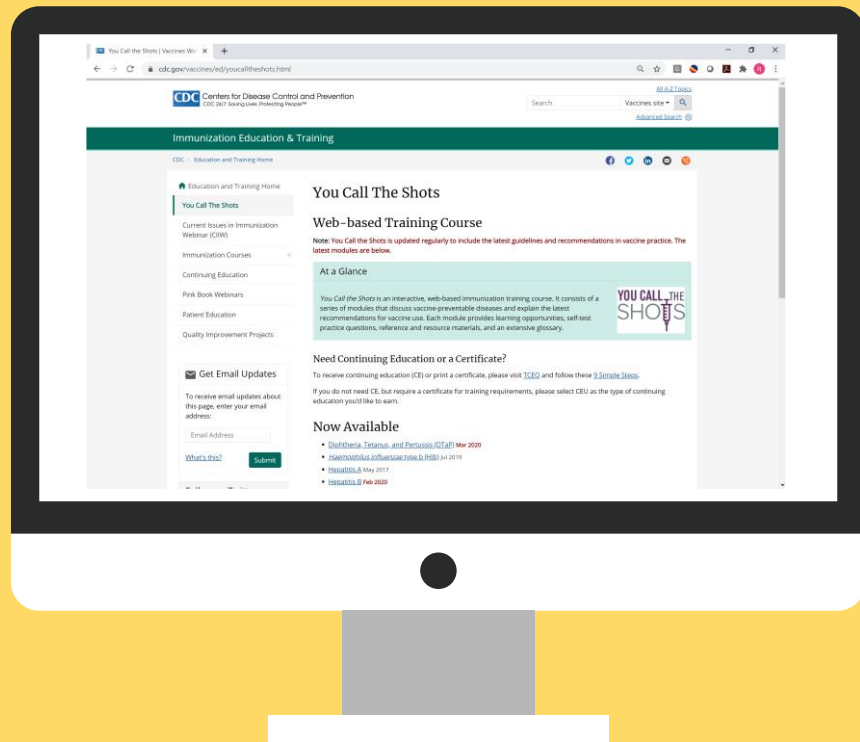 You Call the Shots | Vaccines Web
cdc.gov/vaccines/ed/youcalltheshots.html
All A-Z Topics
CDC Centers for Disease Control and Prevention
CDC 24/7: Saving Lives, Protecting People™
Search
Vaccines site
Advanced Search
Immunization Education & Training
CDC > Education and Training Home
Education and Training Home
You Call The Shots
Current Issues in Immunization
Webinar (CIIW)
Immunization Courses +
Continuing Education
Pink Book Webinars
Patient Education
Quality Improvement Projects
Get Email Updates
To receive email updates about
this page, enter your email
address:
Email Address
What's this?
Submit
You Call The Shots
Web-based Training Course
Note: You Call the Shots is updated regularly to include the latest guidelines and recommendations in vaccine practice. The
latest modules are below.
At a Glance
You Call the Shots is an interactive, web-based immunization training course. It consists of a
series of modules that discuss vaccine-preventable diseases and explain the latest
recommendations for vaccine use. Each module provides learning opportunities, self-test
practice questions, reference and resource materials, and an extensive glossary.
YOU CALL THE
SHOTS
Need Continuing Education or a Certificate?
To receive continuing education (CE) or print a certificate, please visit TCEO and follow these 9 Simple Steps.
If you do not need CE, but require a certificate for training requirements, please select CEU as the type of continuing
education you'd like to earn.
Now Available
• Diphtheria, Tetanus, and Pertussis (DTaP) Mar 2020
• Haemophilus influenzae type b (Hib) Jul 2019
• Hepatitis A May 2017
• Hepatitis B Feb 2020